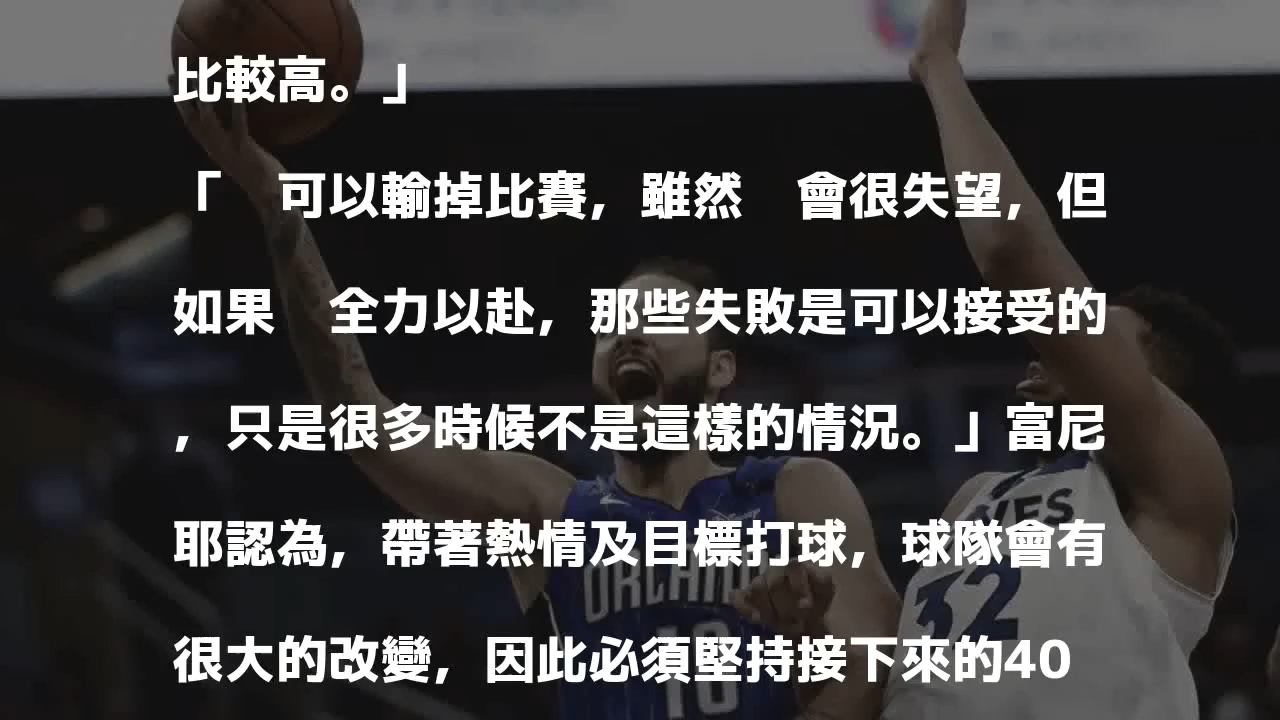 比較高。」
「　可以輸掉比賽，雖然　會很失望，但
如果　全力以赴，那些失敗是可以接受的
，只是很多時候不是這樣的情況。」富尼
耶認為，帶著熱情及目標打球，球隊會有
很大的改變，因此必須堅持接下來的40
ORLANDO
10
VES
32